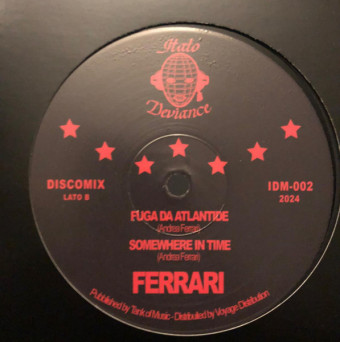 Italo
Deviance
DISCOMIX
LATO B
IDM-002
2024
FUGA DA ATLANTIDE
(Andrea Ferrari)
SOMEWHERE IN TIME
(Andrea Ferrari)
FERRARI
Published by Tank of Music - Distributed by Voyage Distribution